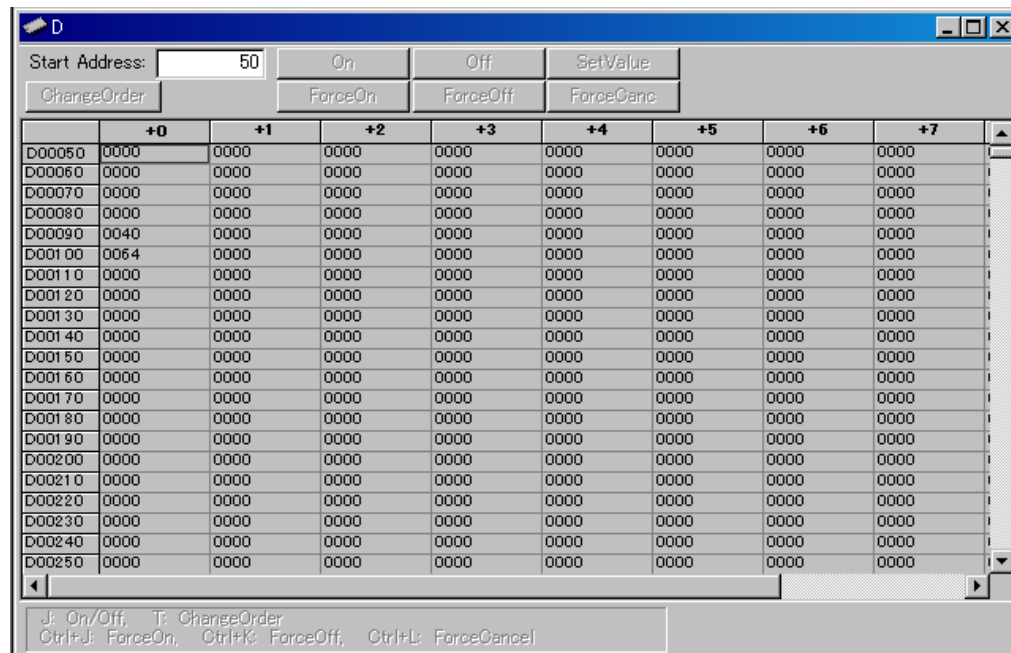 D
Start Address: 50 On Off SetValue
ChangeOrder ForceOn ForceOff ForceCanc
+0 +1 +2 +3 +4 +5 +6 +7
D00050 0000 0000 0000 0000 0000 0000 0000 0000
D00060 0000 0000 0000 0000 0000 0000 0000 0000
D00070 0000 0000 0000 0000 0000 0000 0000 0000
D00080 0000 0000 0000 0000 0000 0000 0000 0000
D00090 0040 0000 0000 0000 0000 0000 0000 0000
D00100 0064 0000 0000 0000 0000 0000 0000 0000
D00110 0000 0000 0000 0000 0000 0000 0000 0000
D00120 0000 0000 0000 0000 0000 0000 0000 0000
D00130 0000 0000 0000 0000 0000 0000 0000 0000
D00140 0000 0000 0000 0000 0000 0000 0000 0000
D00150 0000 0000 0000 0000 0000 0000 0000 0000
D00160 0000 0000 0000 0000 0000 0000 0000 0000
D00170 0000 0000 0000 0000 0000 0000 0000 0000
D00180 0000 0000 0000 0000 0000 0000 0000 0000
D00190 0000 0000 0000 0000 0000 0000 0000 0000
D00200 0000 0000 0000 0000 0000 0000 0000 0000
D00210 0000 0000 0000 0000 0000 0000 0000 0000
D00220 0000 0000 0000 0000 0000 0000 0000 0000
D00230 0000 0000 0000 0000 0000 0000 0000 0000
D00240 0000 0000 0000 0000 0000 0000 0000 0000
D00250 0000 0000 0000 0000 0000 0000 0000 0000
J: On/Off, T: ChangeOrder
Ctrl+J: ForceOn, Ctrl+K: ForceOff, Ctrl+L: ForceCancel